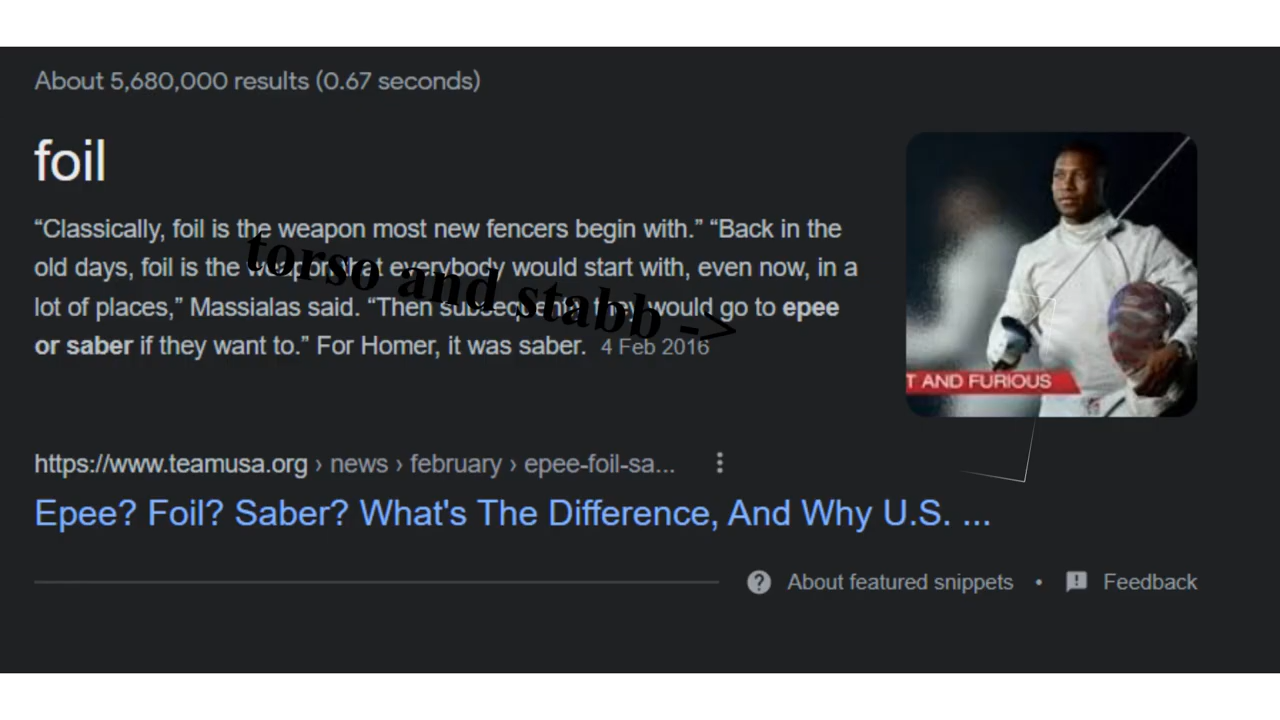 About 5,680,000 results (0.67 seconds)
foil
“Classically, foil is the weapon most new fencers begin with.” “Back in the
old days, foil is the weapon that everybody would start with, even now, in a
lot of places,” Massialas said. “Then subsequently they would go to epee
or saber if they want to.” For Homer, it was saber. 4 Feb 2016
torso and stabb ->
T AND FURIOUS
https://www.teamusa.org › news › february › epee-foil-sa...
Epee? Foil? Saber? What's The Difference, And Why U.S. ...
About featured snippets • Feedback